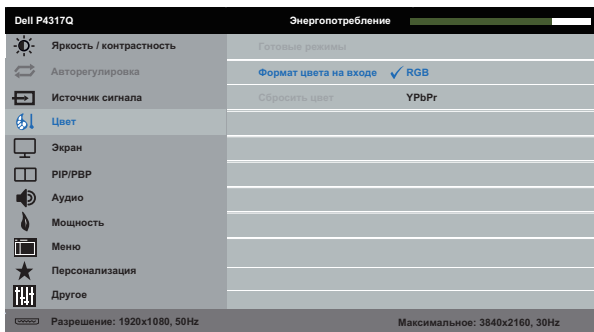 Dell P4317Q Энергопотребление
Яркость / контрастность Готовые режимы
Авторегулировка Формат цвета на входе RGB
Источник сигнала Сбросить цвет YPbPr
Цвет
Экран
PIP/PBP
Аудио
Мощность
Меню
Персонализация
Другое
Разрешение: 1920x1080, 50Hz Максимальное: 3840x2160, 30Hz